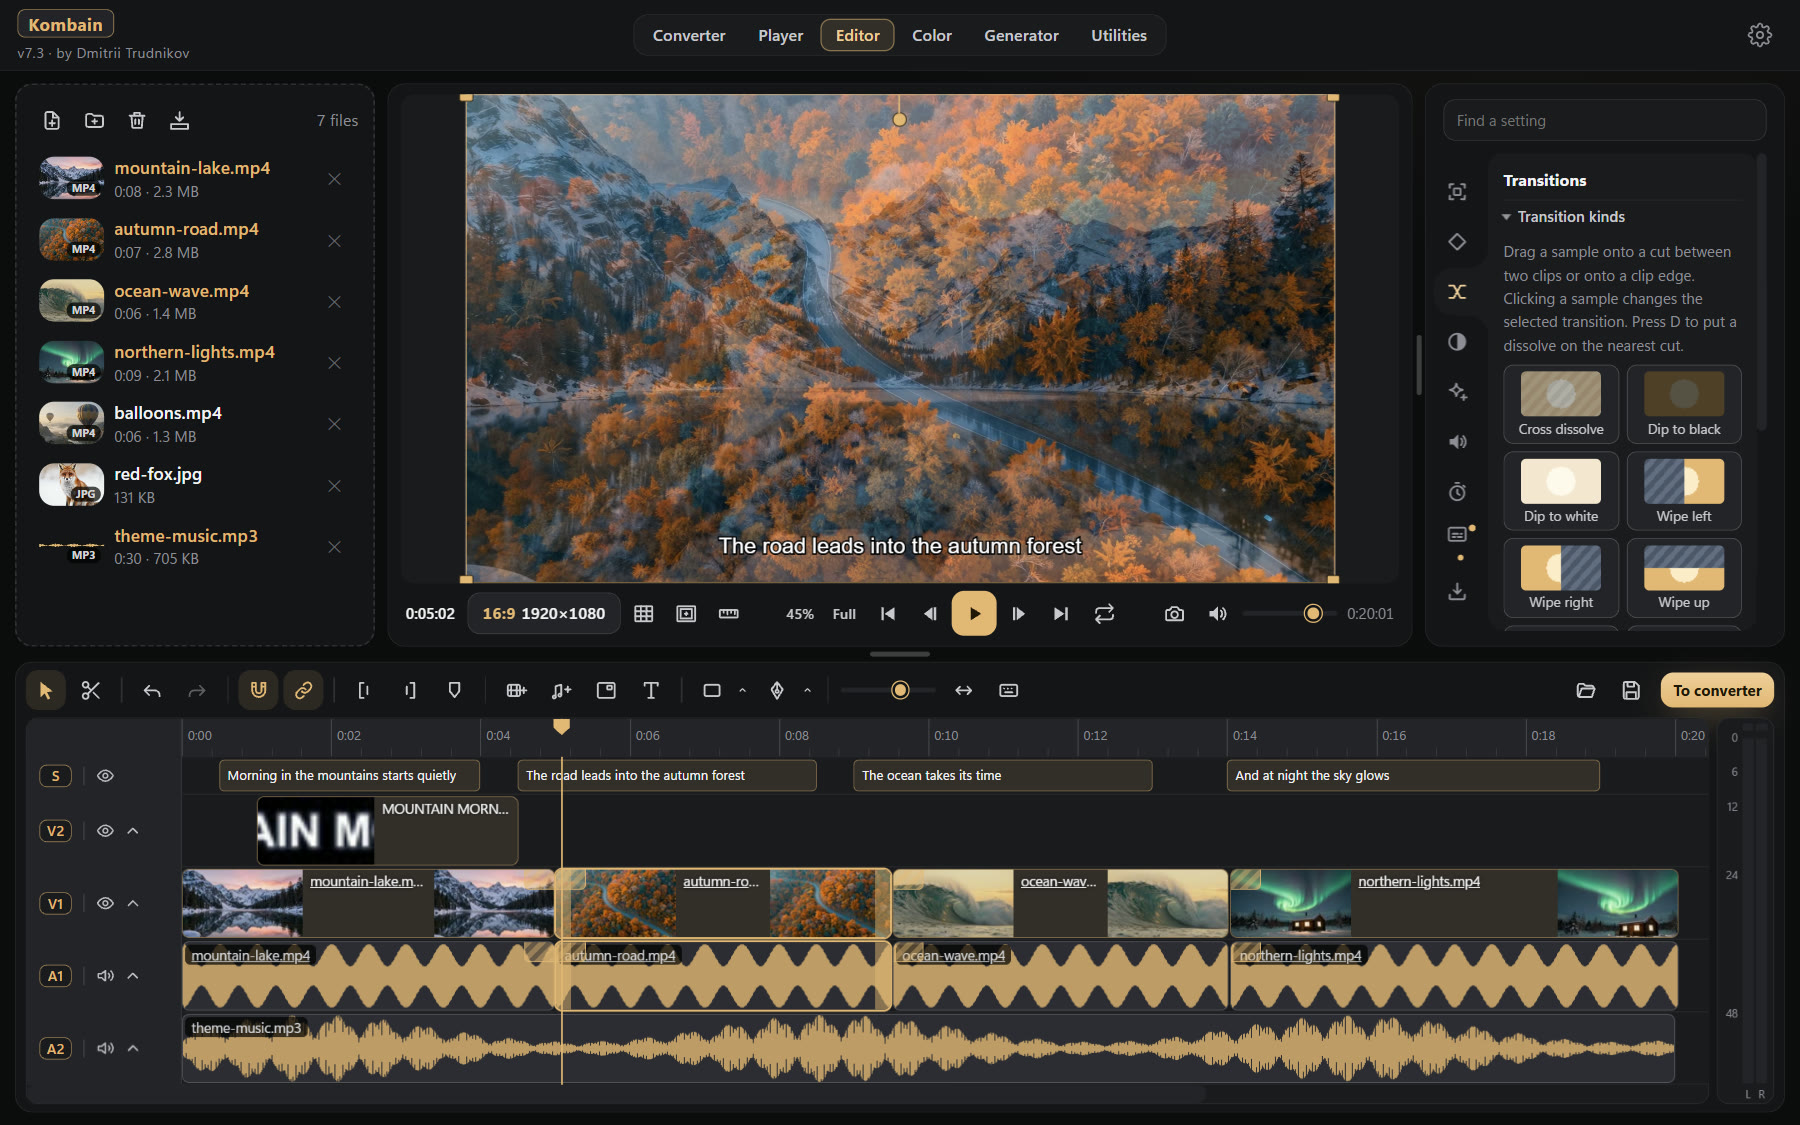 Kombain
v7.3 · by Dmitrii Trudnikov
Converter
Player
Editor
Color
Generator
Utilities
7 files
mountain-lake.mp4
MP4
0:08 · 2.3 MB
autumn-road.mp4
MP4
0:07 · 2.8 MB
ocean-wave.mp4
MP4
0:06 · 1.4 MB
northern-lights.mp4
MP4
0:09 · 2.1 MB
balloons.mp4
MP4
0:06 · 1.3 MB
red-fox.jpg
JPG
131 KB
theme-music.mp3
MP3
0:30 · 705 KB
The road leads into the autumn forest
0:05:02
16:9 1920×1080
45%
Full
0:20:01
Find a setting
Transitions
Transition kinds
Drag a sample onto a cut between
two clips or onto a clip edge.
Clicking a sample changes the
selected transition. Press D to put a
dissolve on the nearest cut.
Cross dissolve
Dip to black
Dip to white
Wipe left
Wipe right
Wipe up
To converter
0:00
0:02
0:04
0:06
0:08
0:10
0:12
0:14
0:16
0:18
0:20
S
Morning in the mountains starts quietly
The road leads into the autumn forest
The ocean takes its time
And at night the sky glows
V2
AIN M
MOUNTAIN MORN...
V1
mountain-lake.m...
autumn-ro...
ocean-wav...
northern-lights.mp4
A1
mountain-lake.mp4
autumn-road.mp4
ocean-wave.mp4
northern-lights.mp4
A2
theme-music.mp3
0
6
12
24
48
L R